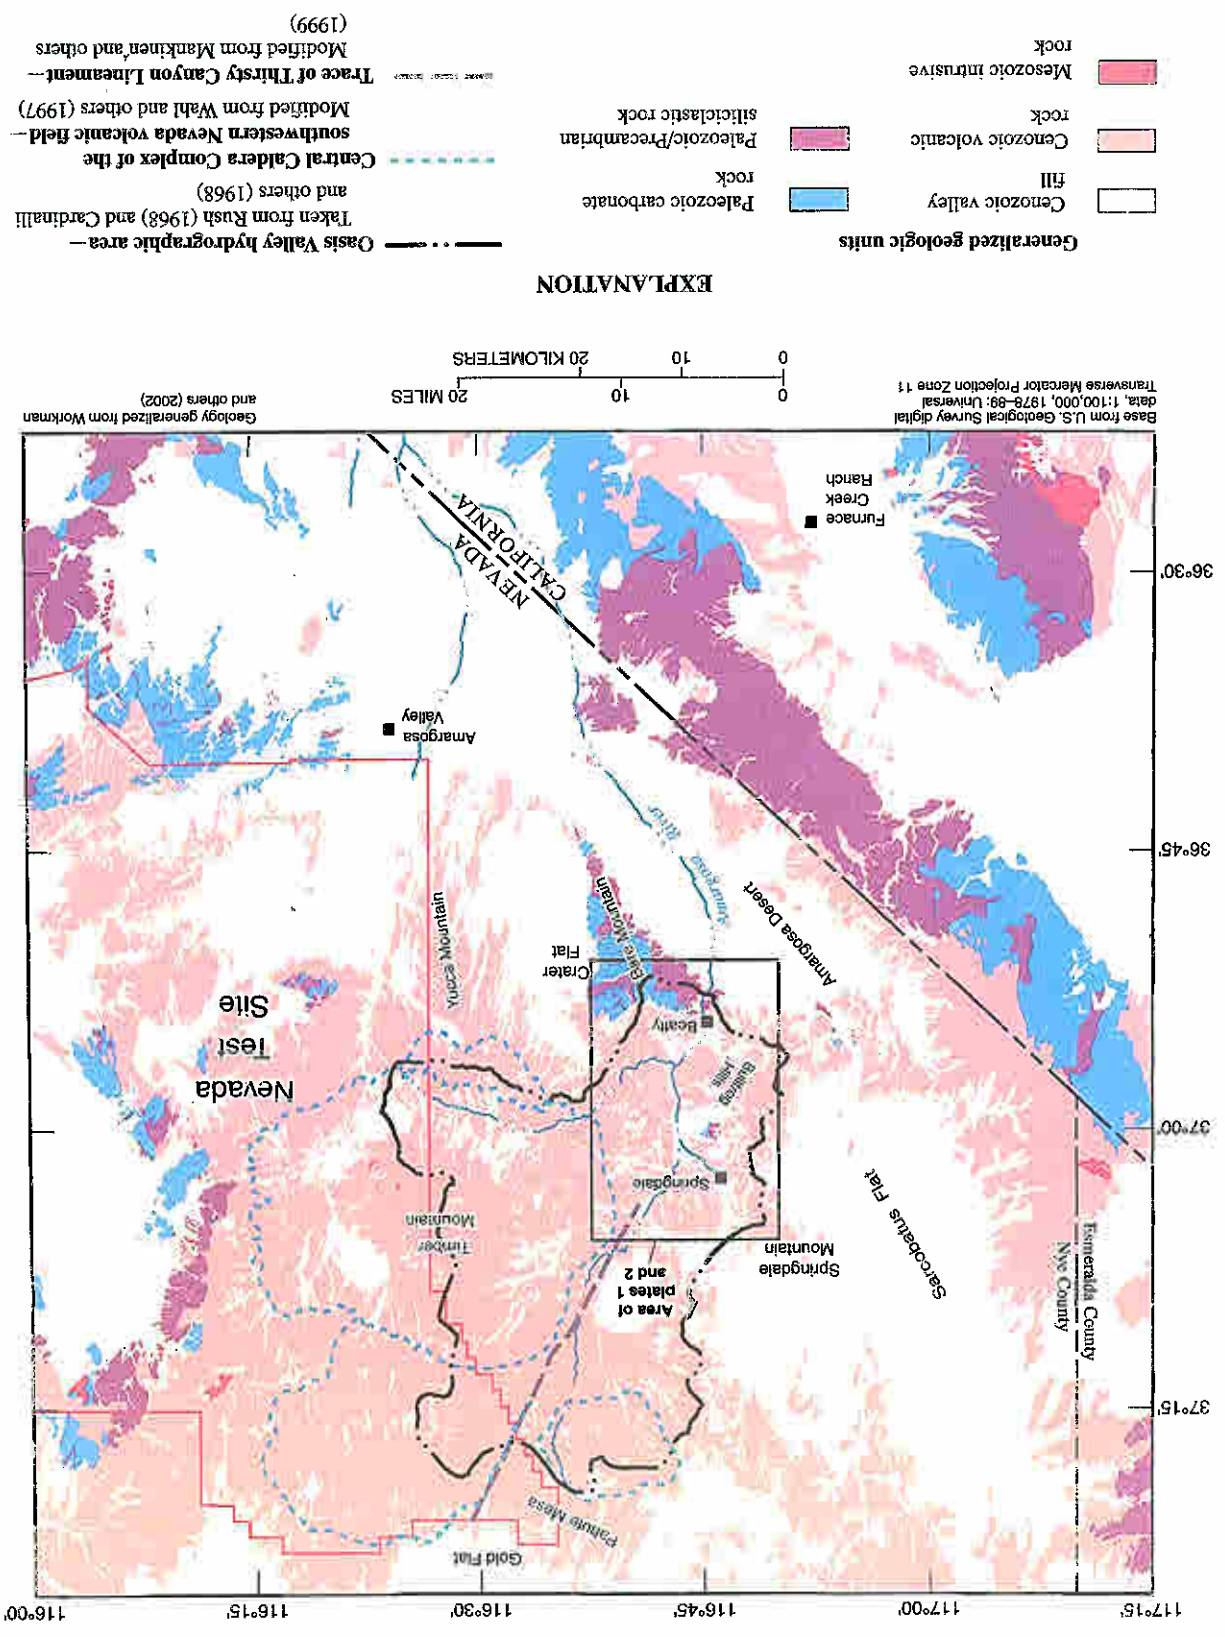 117°15'
117°00'
116°45'
116°30'
116°15'
116°00'
37°15'
37°00'
36°45'
36°30'
Gold Flat
Pahute Mesa
Esmeralda County
Nye County
Area of
plates 1
and 2
Springdale
Mountain
Timber
Mountain
Sarcobatus Flat
Springdale
Bullfrog
Hills
Beatty
Nevada
Test
Site
Crater
Flat
Bare Mountain
Yucca Mountain
Amargosa Desert
Amargosa
River
Amargosa
Valley
NEVADA
CALIFORNIA
Furnace
Creek
Ranch
Base from U.S. Geological Survey digital
data, 1:100,000, 1978–89: Universal
Transverse Mercator Projection Zone 11
0 10 20 MILES
0 10 20 KILOMETERS
Geology generalized from Workman
and others (2002)
EXPLANATION
Generalized geologic units
Cenozoic valley
fill
Cenozoic volcanic
rock
Mesozoic intrusive
rock
Paleozoic carbonate
rock
Paleozoic/Precambrian
siliciclastic rock
Oasis Valley hydrographic area—
Taken from Rush (1968) and Cardinalli
and others (1968)
Central Caldera Complex of the
southwestern Nevada volcanic field—
Modified from Wahl and others (1997)
Trace of Thirsty Canyon Lineament—
Modified from Mankinen and others
(1999)